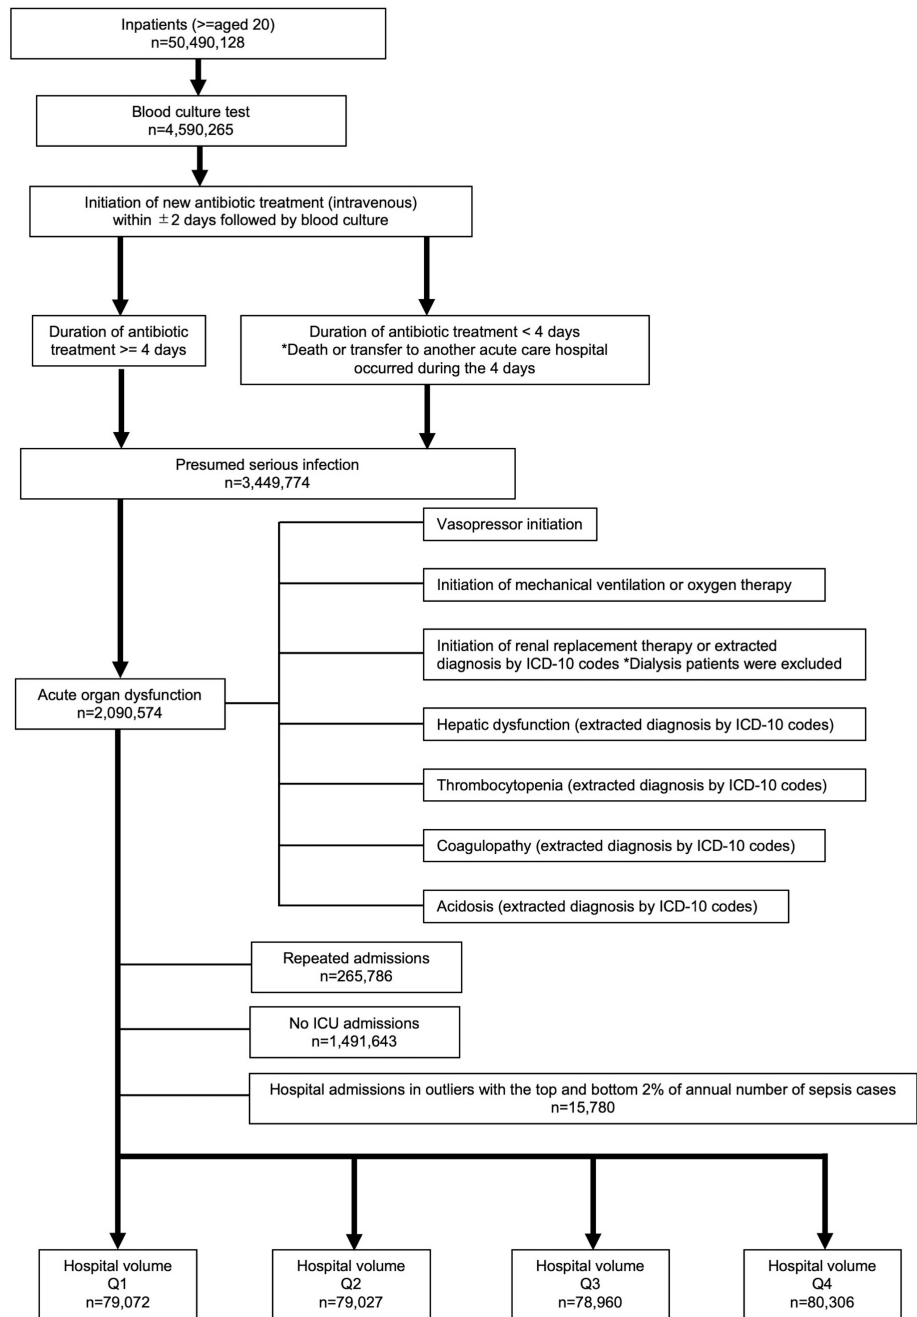 Inpatients (>=aged 20)
n=50,490,128
Blood culture test
n=4,590,265
Initiation of new antibiotic treatment (intravenous)
within ±2 days followed by blood culture
Duration of antibiotic
treatment >= 4 days
Duration of antibiotic treatment < 4 days
*Death or transfer to another acute care hospital
occurred during the 4 days
Presumed serious infection
n=3,449,774
Vasopressor initiation
Initiation of mechanical ventilation or oxygen therapy
Initiation of renal replacement therapy or extracted
diagnosis by ICD-10 codes *Dialysis patients were excluded
Acute organ dysfunction
n=2,090,574
Hepatic dysfunction (extracted diagnosis by ICD-10 codes)
Thrombocytopenia (extracted diagnosis by ICD-10 codes)
Coagulopathy (extracted diagnosis by ICD-10 codes)
Acidosis (extracted diagnosis by ICD-10 codes)
Repeated admissions
n=265,786
No ICU admissions
n=1,491,643
Hospital admissions in outliers with the top and bottom 2% of annual number of sepsis cases
n=15,780
Hospital volume
Q1
n=79,072
Hospital volume
Q2
n=79,027
Hospital volume
Q3
n=78,960
Hospital volume
Q4
n=80,306